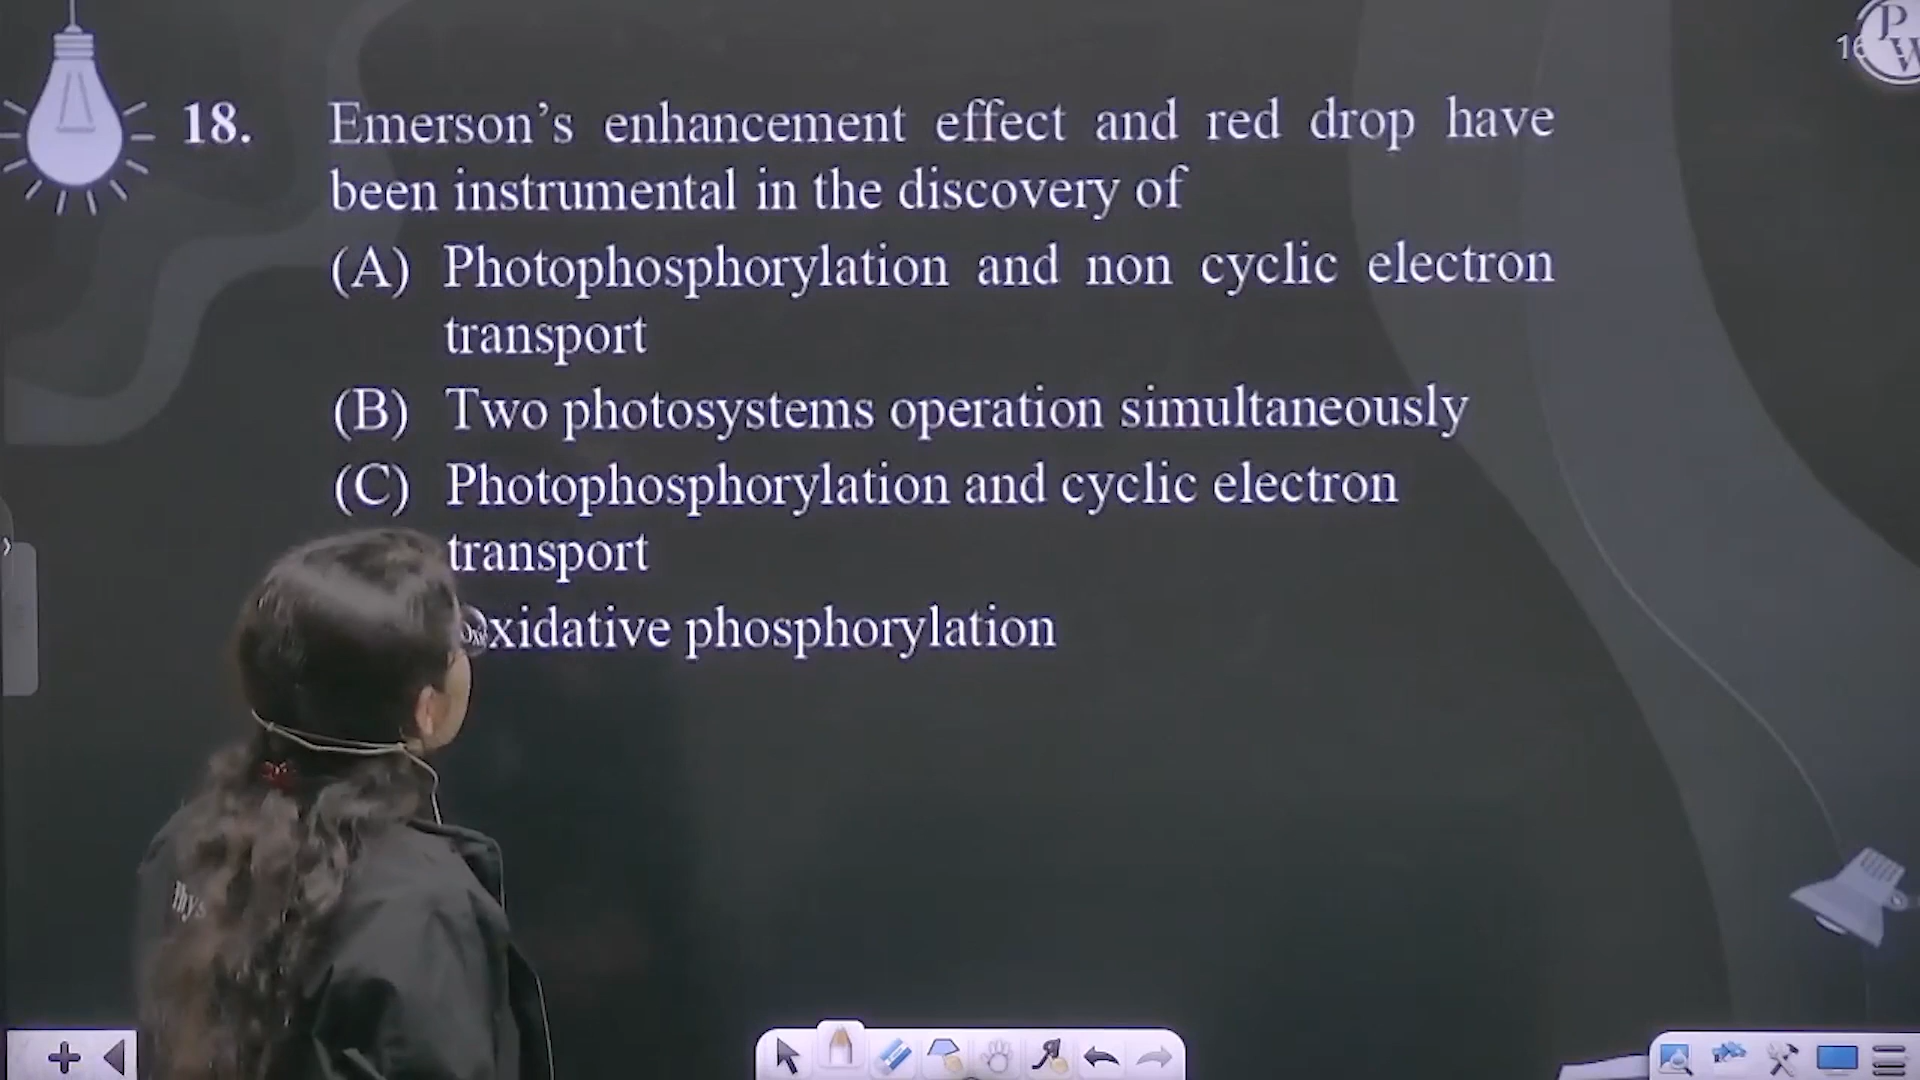 P
W
18. Emerson's enhancement effect and red drop have
been instrumental in the discovery of
(A) Photophosphorylation and non cyclic electron
transport
(B) Two photosystems operation simultaneously
(C) Photophosphorylation and cyclic electron
transport
Oxidative phosphorylation